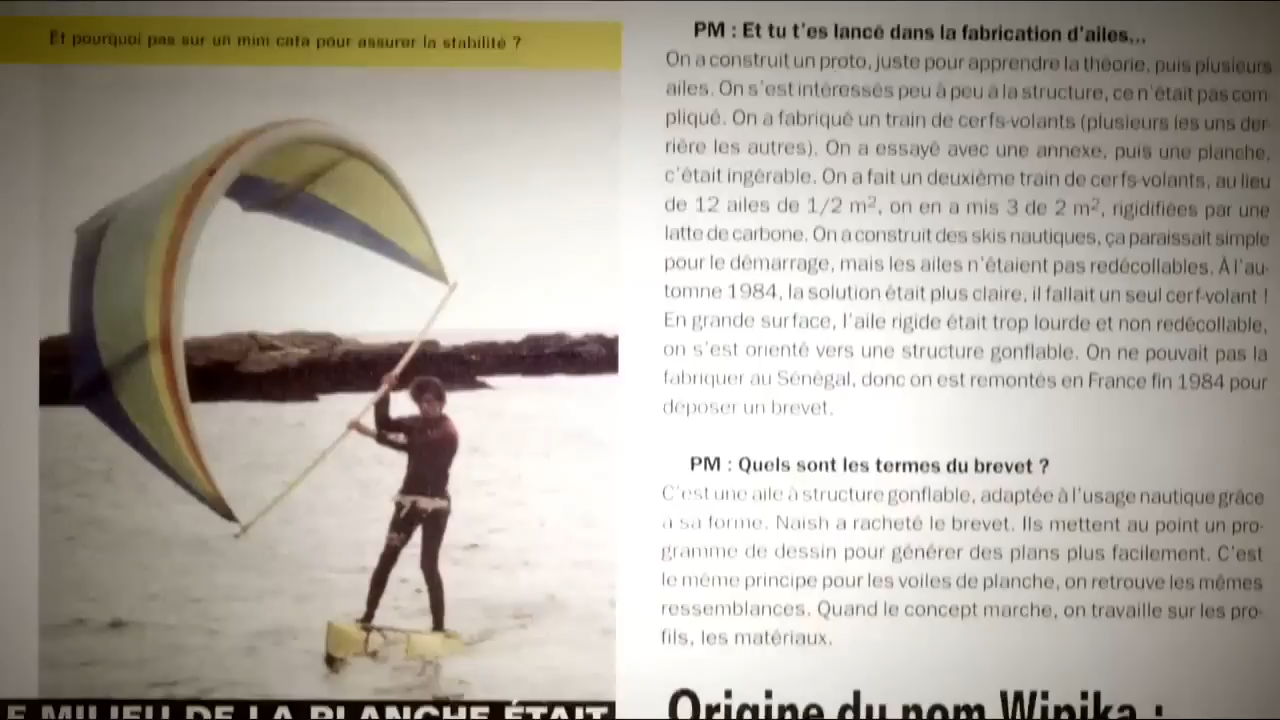 Et pourquoi pas sur un mini cata pour assurer la stabilité ?
E MILIEU DE LA PLANCHE ÉTAIT
PM : Et tu t'es lancé dans la fabrication d'ailes...
On a construit un proto, juste pour apprendre la théorie, puis plusieurs
ailes. On s'est intéressés peu à peu à la structure, ce n'était pas com
pliqué. On a fabriqué un train de cerfs-volants (plusieurs les uns der
rière les autres). On a essayé avec une annexe, puis une planche,
c'était ingérable. On a fait un deuxième train de cerfs-volants, au lieu
de 12 ailes de 1/2 m², on en a mis 3 de 2 m², rigidifiées par une
latte de carbone. On a construit des skis nautiques, ça paraissait simple
pour le démarrage, mais les ailes n'étaient pas redécollables. À l'au-
tomne 1984, la solution était plus claire, il fallait un seul cerf-volant !
En grande surface, l'aile rigide était trop lourde et non redécollable,
on s'est orienté vers une structure gonflable. On ne pouvait pas la
fabriquer au Sénégal, donc on est remontés en France fin 1984 pour
déposer un brevet.
PM : Quels sont les termes du brevet ?
C'est une aile à structure gonflable, adaptée à l'usage nautique grâce
à sa forme. Naish a racheté le brevet. Ils mettent au point un pro-
gramme de dessin pour générer des plans plus facilement. C'est
le même principe pour les voiles de planche, on retrouve les mêmes
ressemblances. Quand le concept marche, on travaille sur les pro-
fils, les matériaux.
Origine du nom Wipika :